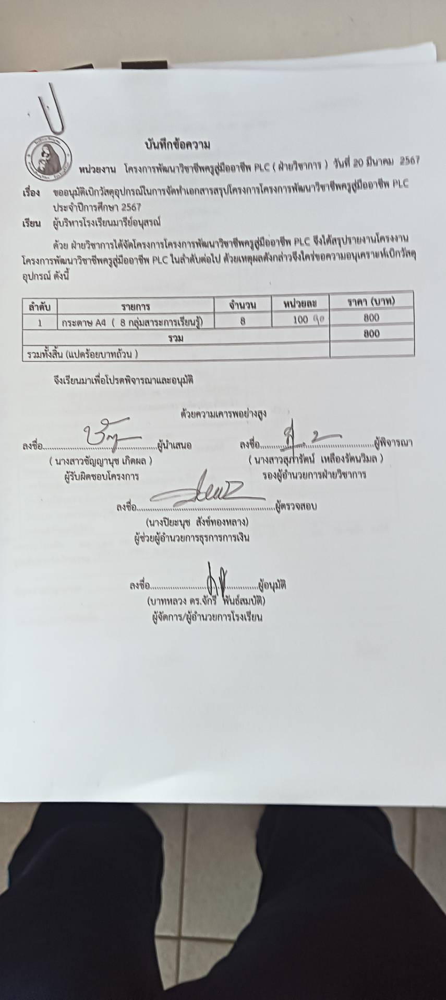 บันทึกข้อความ
หน่วยงาน โครงการพัฒนาวิชาชีพครูสู่มืออาชีพ PLC ( ฝ่ายวิชาการ ) วันที่ 20 มีนาคม 2567
เรื่อง ขออนุมัติเบิกวัสดุอุปกรณ์ในการจัดทำเอกสารสรุปโครงการโครงการพัฒนาวิชาชีพครูสู่มืออาชีพ PLC
ประจำปีการศึกษา 2567
เรียน ผู้บริหารโรงเรียนมารีย์อนุสรณ์
ด้วย ฝ่ายวิชาการได้จัดโครงการโครงการพัฒนาวิชาชีพครูสู่มืออาชีพ PLC จึงได้สรุปรายงานโครงงาน
โครงการพัฒนาวิชาชีพครูสู่มืออาชีพ PLC ในลำดับต่อไป ด้วยเหตุผลดังกล่าวจึงใคร่ขอความอนุเคราะห์เบิกวัสดุ
อุปกรณ์ ดังนี้
ลำดับ รายการ จำนวน หน่วยละ ราคา (บาท)
1 กระดาษ A4 ( 8 กลุ่มสาระการเรียนรู้) 8 100 90 800
รวม 800
รวมทั้งสิ้น (แปดร้อยบาทถ้วน )
จึงเรียนมาเพื่อโปรดพิจารณาและอนุมัติ
ด้วยความเคารพอย่างสูง
ลงชื่อ..................................................ผู้นำเสนอ ลงชื่อ..................................................ผู้พิจารณา
( นางสาวชัญญานุช เกิดผล ) ( นางสาวสุภารัตน์ เหลืองรัตนวิมล )
ผู้รับผิดชอบโครงการ รองผู้อำนวยการฝ่ายวิชาการ
ลงชื่อ............................................................ผู้ตรวจสอบ
(นางปิยะนุช สังข์ทองหลาง)
ผู้ช่วยผู้อำนวยการธุรการการเงิน
ลงชื่อ...............................................ผู้อนุมัติ
(บาทหลวง ดร.จักรี พันธ์สมบัติ)
ผู้จัดการ/ผู้อำนวยการโรงเรียน